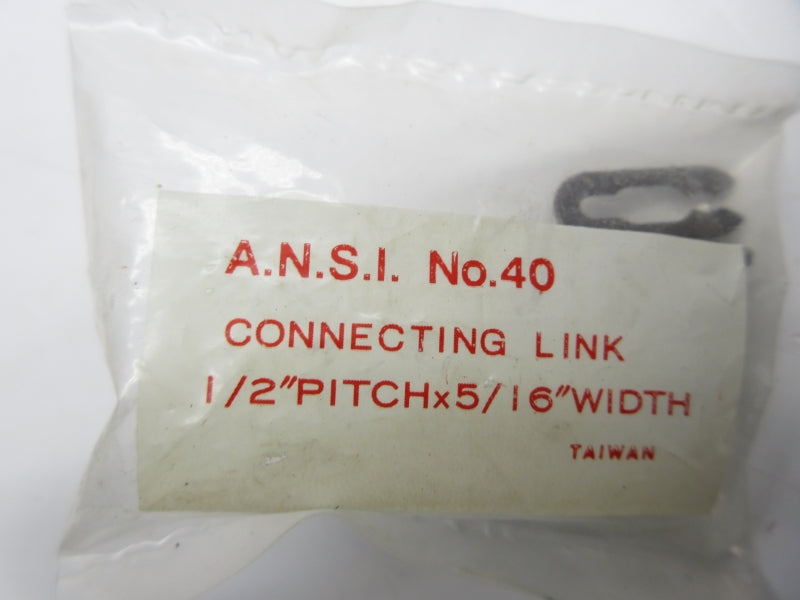 A.N.S.I. No.40
CONNECTING LINK
1/2"PITCHx5/16"WIDTH
TAIWAN